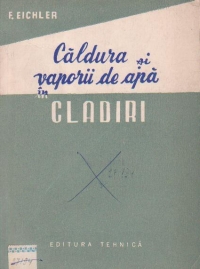 F. EICHLER
Căldura și
vaporii de apă
în
CLADIRI
EDITURA TEHNICĂ